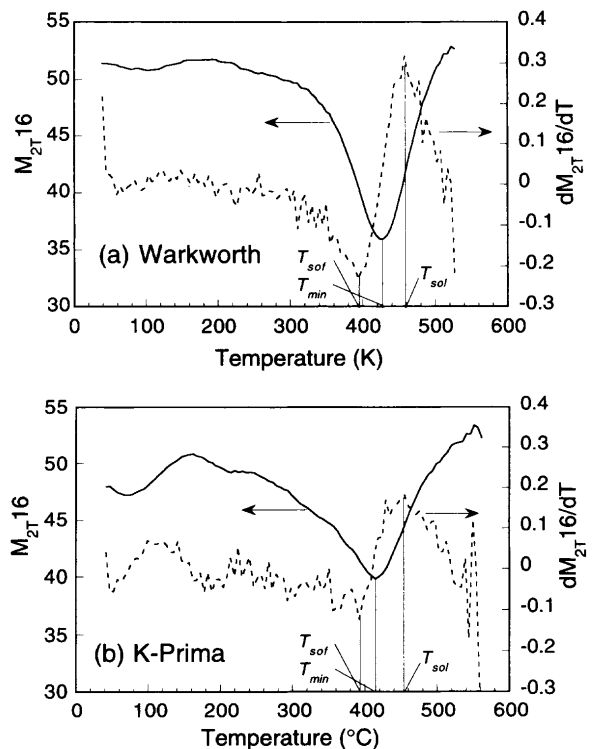 55
50
45
40
35
30
M2T16
0.4
0.3
0.2
0.1
0
-0.1
-0.2
-0.3
dM2T16/dT
(a) Warkworth
Tsof
Tmin
Tsol
0 100 200 300 400 500 600
Temperature (K)
55
50
45
40
35
30
M2T16
0.4
0.3
0.2
0.1
0
-0.1
-0.2
-0.3
dM2T16/dT
(b) K-Prima
Tsof
Tmin
Tsol
0 100 200 300 400 500 600
Temperature (°C)